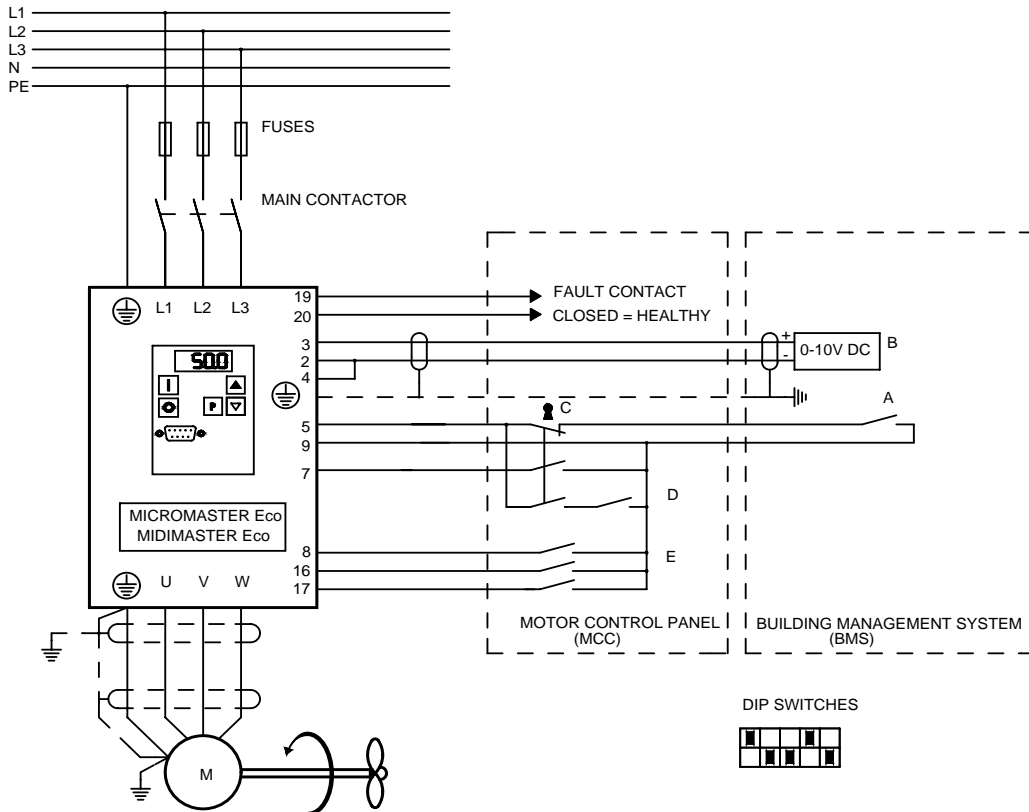 L1
L2
L3
N
PE
FUSES
MAIN CONTACTOR
L1 L2 L3
19
20
3
2
4
5
9
7
8
16
17
FAULT CONTACT
CLOSED = HEALTHY
+
-
0-10V DC
B
A
C
D
E
50.0
I
O
P
MICROMASTER Eco
MIDIMASTER Eco
U V W
MOTOR CONTROL PANEL
(MCC)
BUILDING MANAGEMENT SYSTEM
(BMS)
DIP SWITCHES
M